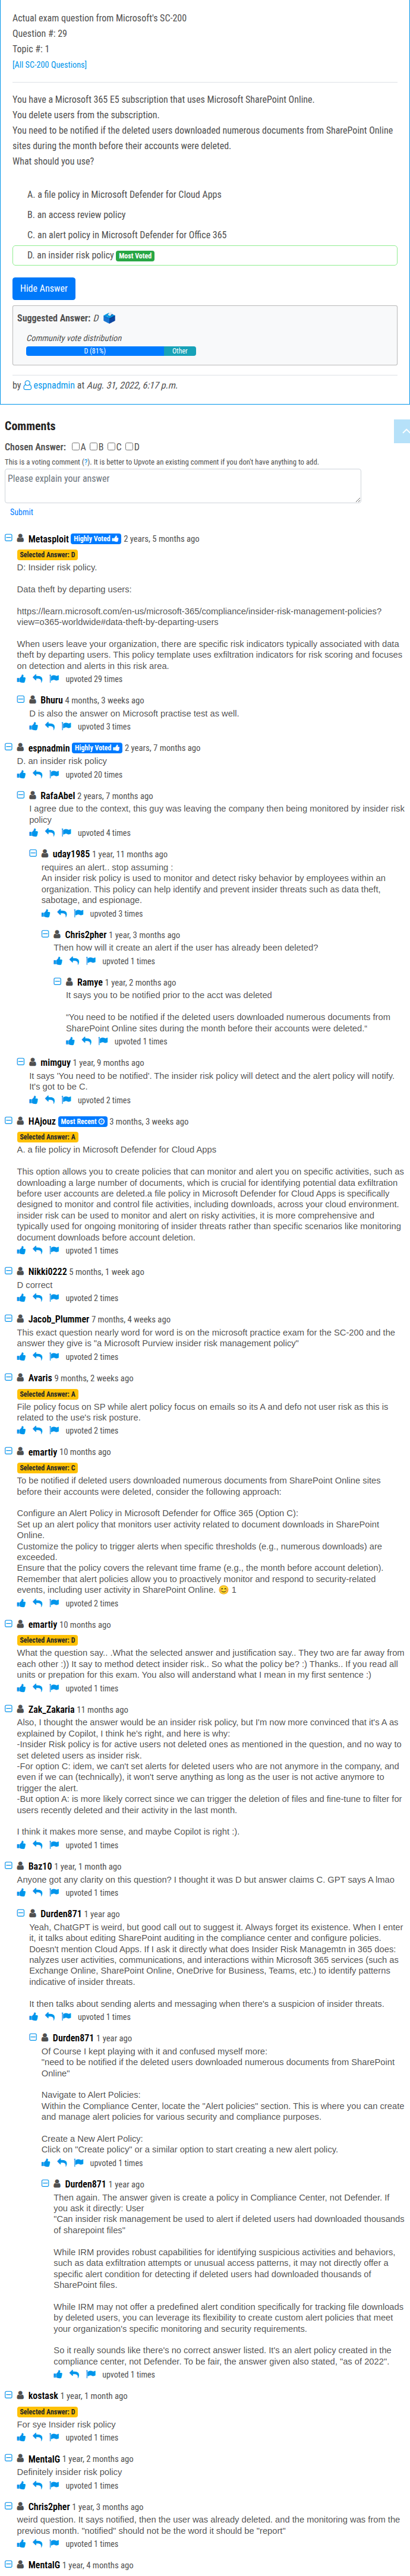 Actual exam question from Microsoft's SC-200
Question #: 29
Topic #: 1
[All SC-200 Questions]
You have a Microsoft 365 E5 subscription that uses Microsoft SharePoint Online.
You delete users from the subscription.
You need to be notified if the deleted users downloaded numerous documents from SharePoint Online
sites during the month before their accounts were deleted.
What should you use?
A. a file policy in Microsoft Defender for Cloud Apps
B. an access review policy
C. an alert policy in Microsoft Defender for Office 365
D. an insider risk policy Most Voted
Hide Answer
Suggested Answer: D
Community vote distribution
D (81%) Other
by espnadmin at Aug. 31, 2022, 6:17 p.m.
Comments
Chosen Answer: A B C D
This is a voting comment (?). It is better to Upvote an existing comment if you don't have anything to add.
Please explain your answer
Submit
Metasploit Highly Voted 2 years, 5 months ago
Selected Answer: D
D: Insider risk policy.
Data theft by departing users:
https://learn.microsoft.com/en-us/microsoft-365/compliance/insider-risk-management-policies?
view=o365-worldwide#data-theft-by-departing-users
When users leave your organization, there are specific risk indicators typically associated with data
theft by departing users. This policy template uses exfiltration indicators for risk scoring and focuses
on detection and alerts in this risk area.
upvoted 29 times
Bhuru 4 months, 3 weeks ago
D is also the answer on Microsoft practise test as well.
upvoted 3 times
espnadmin Highly Voted 2 years, 7 months ago
D. an insider risk policy
upvoted 20 times
RafaAbel 2 years, 7 months ago
I agree due to the context, this guy was leaving the company then being monitored by insider risk
policy
upvoted 4 times
uday1985 1 year, 11 months ago
requires an alert.. stop assuming :
An insider risk policy is used to monitor and detect risky behavior by employees within an
organization. This policy can help identify and prevent insider threats such as data theft,
sabotage, and espionage.
upvoted 3 times
Chris2pher 1 year, 3 months ago
Then how will it create an alert if the user has already been deleted?
upvoted 1 times
Ramye 1 year, 2 months ago
It says you to be notified prior to the acct was deleted
"You need to be notified if the deleted users downloaded numerous documents from
SharePoint Online sites during the month before their accounts were deleted."
upvoted 1 times
mimguy 1 year, 9 months ago
It says 'You need to be notified'. The insider risk policy will detect and the alert policy will notify.
It's got to be C.
upvoted 2 times
HAjouz Most Recent 3 months, 3 weeks ago
Selected Answer: A
A. a file policy in Microsoft Defender for Cloud Apps
This option allows you to create policies that can monitor and alert you on specific activities, such as
downloading a large number of documents, which is crucial for identifying potential data exfiltration
before user accounts are deleted.a file policy in Microsoft Defender for Cloud Apps is specifically
designed to monitor and control file activities, including downloads, across your cloud environment.
insider risk can be used to monitor and alert on risky activities, it is more comprehensive and
typically used for ongoing monitoring of insider threats rather than specific scenarios like monitoring
document downloads before account deletion.
upvoted 1 times
Nikki0222 5 months, 1 week ago
D correct
upvoted 2 times
Jacob_Plummer 7 months, 4 weeks ago
This exact question nearly word for word is on the microsoft practice exam for the SC-200 and the
answer they give is "a Microsoft Purview insider risk management policy"
upvoted 2 times
Avaris 9 months, 2 weeks ago
Selected Answer: A
File policy focus on SP while alert policy focus on emails so its A and defo not user risk as this is
related to the use's risk posture.
upvoted 2 times
emartiy 10 months ago
Selected Answer: C
To be notified if deleted users downloaded numerous documents from SharePoint Online sites
before their accounts were deleted, consider the following approach:
Configure an Alert Policy in Microsoft Defender for Office 365 (Option C):
Set up an alert policy that monitors user activity related to document downloads in SharePoint
Online.
Customize the policy to trigger alerts when specific thresholds (e.g., numerous downloads) are
exceeded.
Ensure that the policy covers the relevant time frame (e.g., the month before account deletion).
Remember that alert policies allow you to proactively monitor and respond to security-related
events, including user activity in SharePoint Online. 😊 1
upvoted 2 times
emartiy 10 months ago
Selected Answer: D
What the question say.. .What the selected answer and justification say.. They two are far away from
each other :)) It say to method detect insider risk.. So what the policy be? :) Thanks.. If you read all
units or prepation for this exam. You also will anderstand what I mean in my first sentence :)
upvoted 1 times
Zak_Zakaria 11 months ago
Also, I thought the answer would be an insider risk policy, but I'm now more convinced that it's A as
explained by Copilot, I think he's right, and here is why:
-Insider Risk policy is for active users not deleted ones as mentioned in the question, and no way to
set deleted users as insider risk.
-For option C: idem, we can't set alerts for deleted users who are not anymore in the company, and
even if we can (technically), it won't serve anything as long as the user is not active anymore to
trigger the alert.
-But option A: is more likely correct since we can trigger the deletion of files and fine-tune to filter for
users recently deleted and their activity in the last month.
I think it makes more sense, and maybe Copilot is right :).
upvoted 1 times
Baz10 1 year, 1 month ago
Anyone got any clarity on this question? I thought it was D but answer claims C. GPT says A lmao
upvoted 1 times
Durden871 1 year ago
Yeah, ChatGPT is weird, but good call out to suggest it. Always forget its existence. When I enter
it, it talks about editing SharePoint auditing in the compliance center and configure policies.
Doesn't mention Cloud Apps. If I ask it directly what does Insider Risk Managemtn in 365 does:
nalyzes user activities, communications, and interactions within Microsoft 365 services (such as
Exchange Online, SharePoint Online, OneDrive for Business, Teams, etc.) to identify patterns
indicative of insider threats.
It then talks about sending alerts and messaging when there's a suspicion of insider threats.
upvoted 1 times
Durden871 1 year ago
Of Course I kept playing with it and confused myself more:
"need to be notified if the deleted users downloaded numerous documents from SharePoint
Online"
Navigate to Alert Policies:
Within the Compliance Center, locate the "Alert policies" section. This is where you can create
and manage alert policies for various security and compliance purposes.
Create a New Alert Policy:
Click on "Create policy" or a similar option to start creating a new alert policy.
upvoted 1 times
Durden871 1 year ago
Then again. The answer given is create a policy in Compliance Center, not Defender. If
you ask it directly: User
"Can insider risk management be used to alert if deleted users had downloaded thousands
of sharepoint files"
While IRM provides robust capabilities for identifying suspicious activities and behaviors,
such as data exfiltration attempts or unusual access patterns, it may not directly offer a
specific alert condition for detecting if deleted users had downloaded thousands of
SharePoint files.
While IRM may not offer a predefined alert condition specifically for tracking file downloads
by deleted users, you can leverage its flexibility to create custom alert policies that meet
your organization's specific monitoring and security requirements.
So it really sounds like there's no correct answer listed. It's an alert policy created in the
compliance center, not Defender. To be fair, the answer given also stated, "as of 2022".
upvoted 1 times
kostask 1 year, 1 month ago
Selected Answer: D
For sye Insider risk policy
upvoted 1 times
MentalG 1 year, 2 months ago
Definitely insider risk policy
upvoted 1 times
Chris2pher 1 year, 3 months ago
weird question. It says notified, then the user was already deleted. and the monitoring was from the
previous month. "notified" should not be the word it should be "report"
upvoted 1 times
MentalG 1 year, 4 months ago